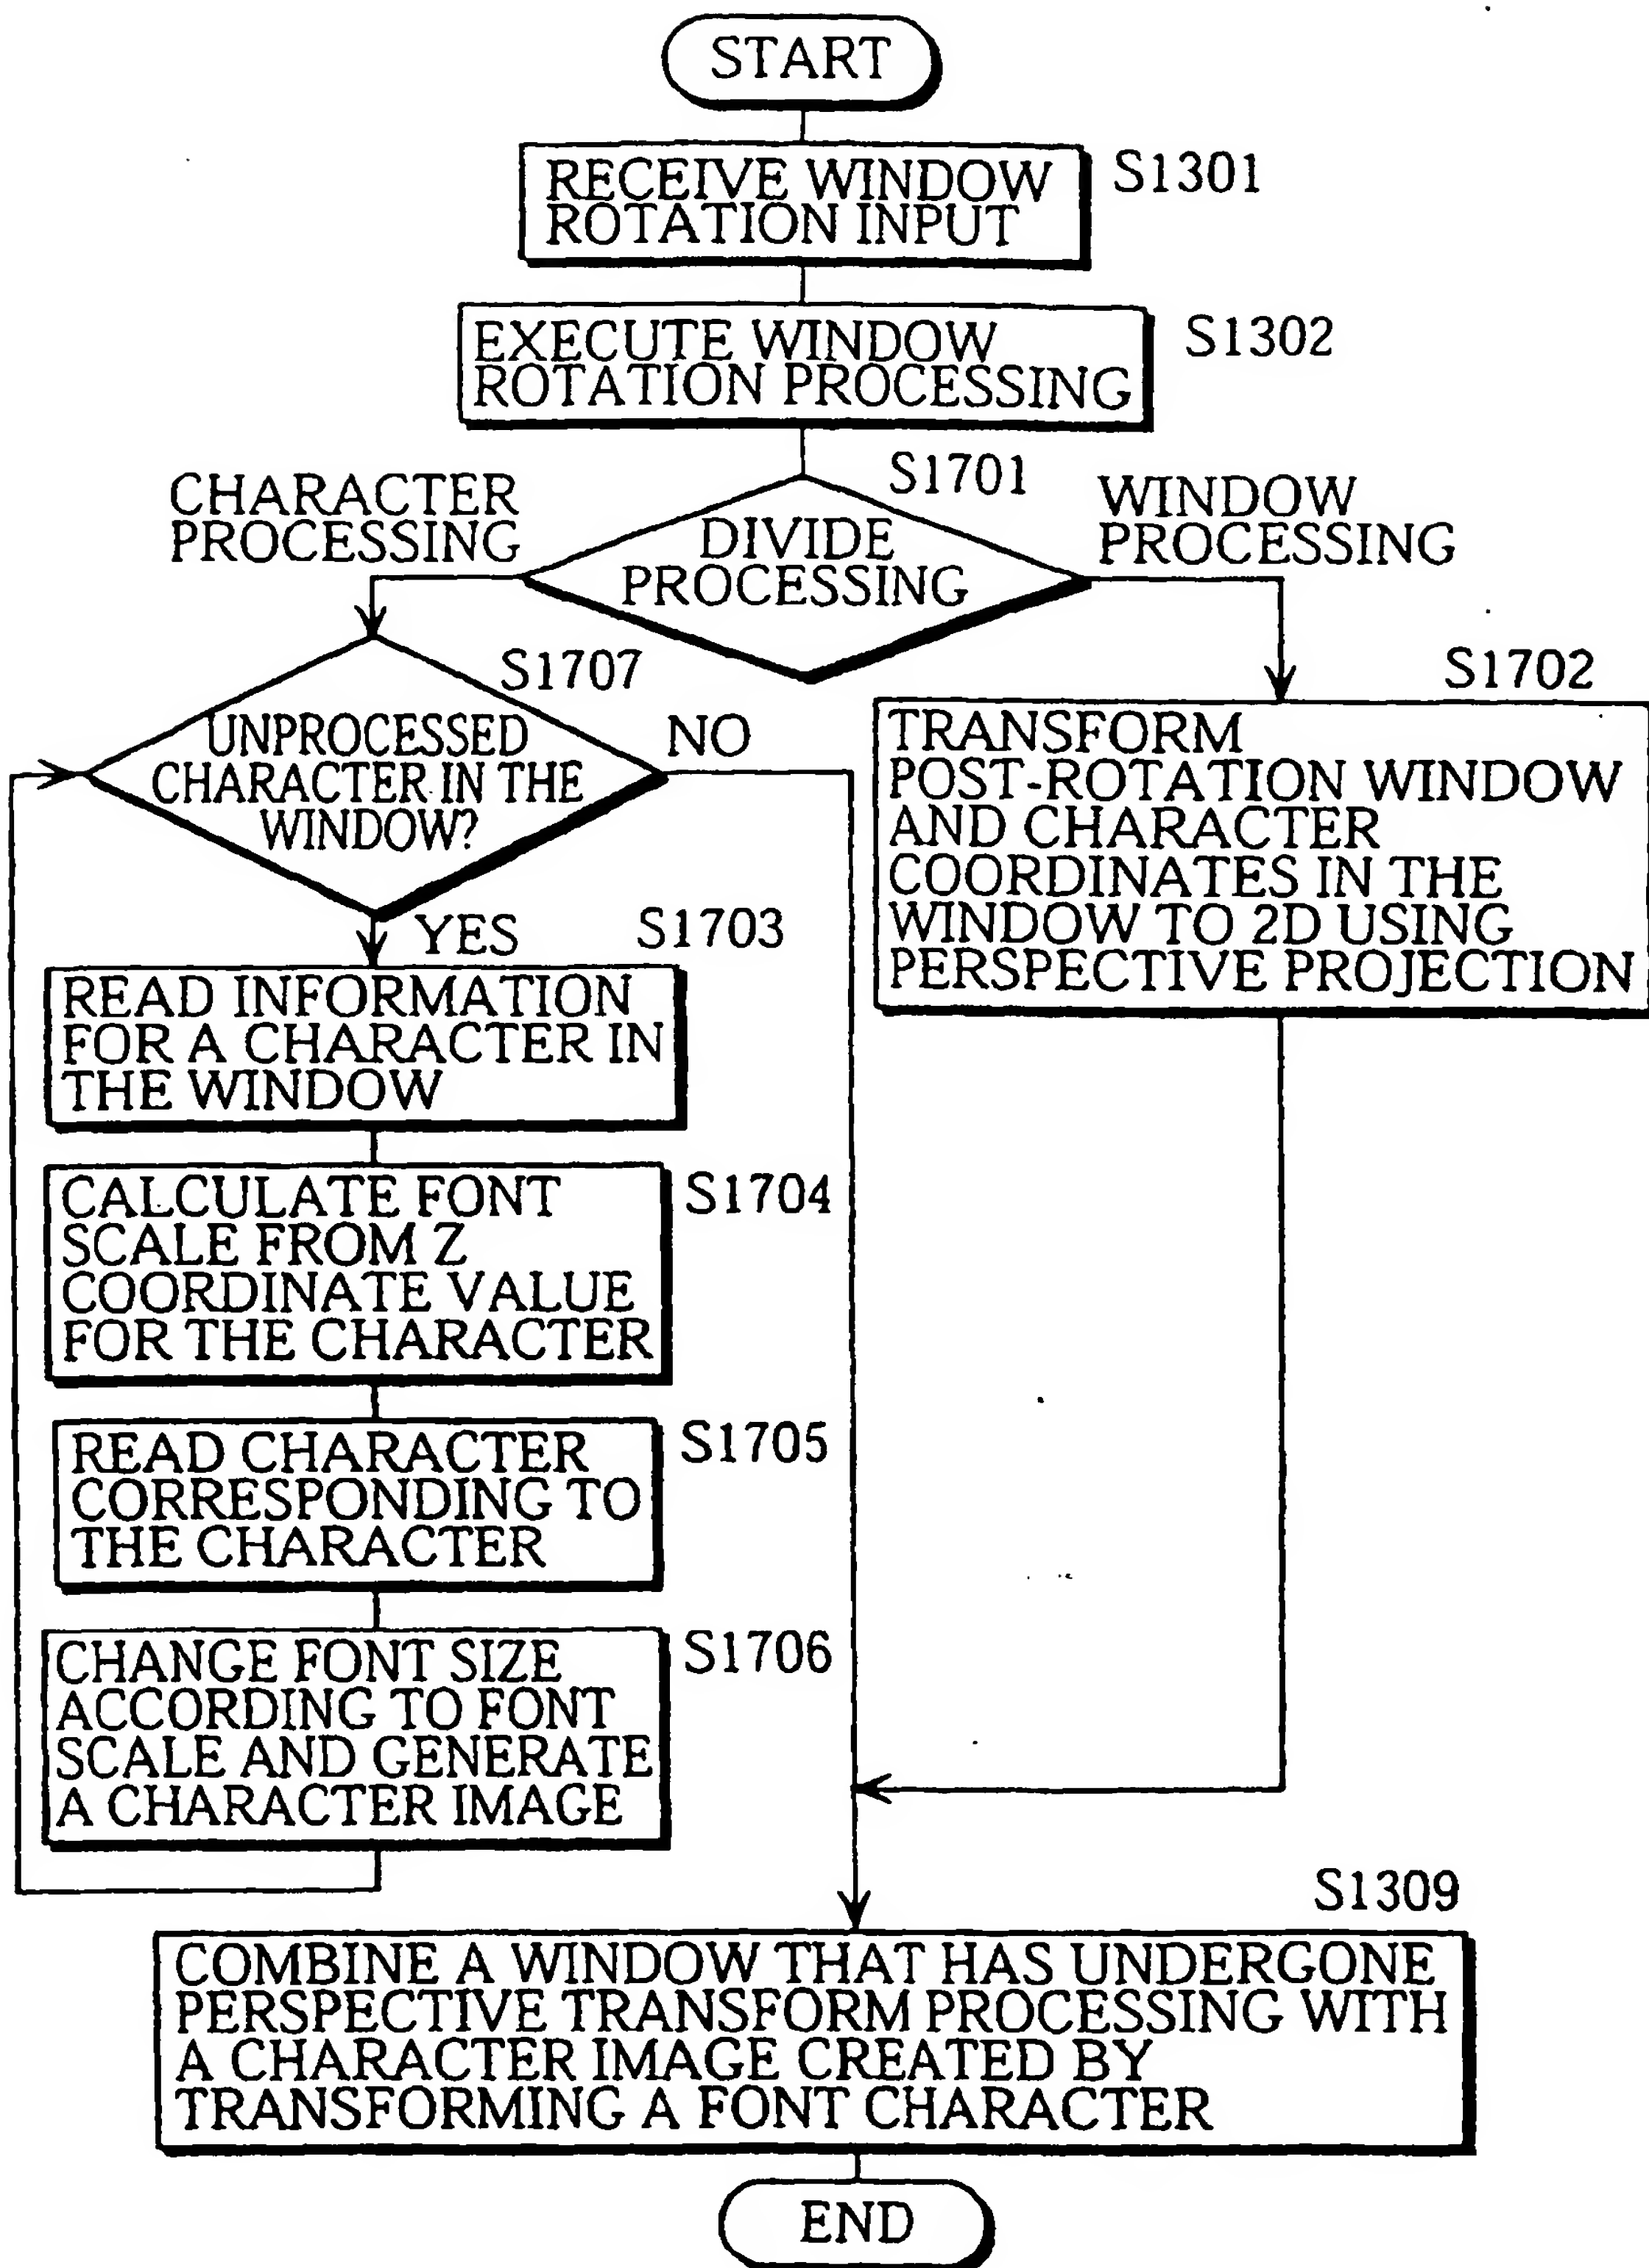 START
RECEIVE WINDOW
ROTATION INPUT
S1301
EXECUTE WINDOW
ROTATION PROCESSING
S1302
S1701
DIVIDE
PROCESSING
CHARACTER
PROCESSING
WINDOW
PROCESSING
S1707
UNPROCESSED
CHARACTER IN THE
WINDOW?
NO
YES
S1702
TRANSFORM
POST-ROTATION WINDOW
AND CHARACTER
COORDINATES IN THE
WINDOW TO 2D USING
PERSPECTIVE PROJECTION
S1703
READ INFORMATION
FOR A CHARACTER IN
THE WINDOW
CALCULATE FONT
SCALE FROM Z
COORDINATE VALUE
FOR THE CHARACTER
S1704
READ CHARACTER
CORRESPONDING TO
THE CHARACTER
S1705
CHANGE FONT SIZE
ACCORDING TO FONT
SCALE AND GENERATE
A CHARACTER IMAGE
S1706
S1309
COMBINE A WINDOW THAT HAS UNDERGONE
PERSPECTIVE TRANSFORM PROCESSING WITH
A CHARACTER IMAGE CREATED BY
TRANSFORMING A FONT CHARACTER
END